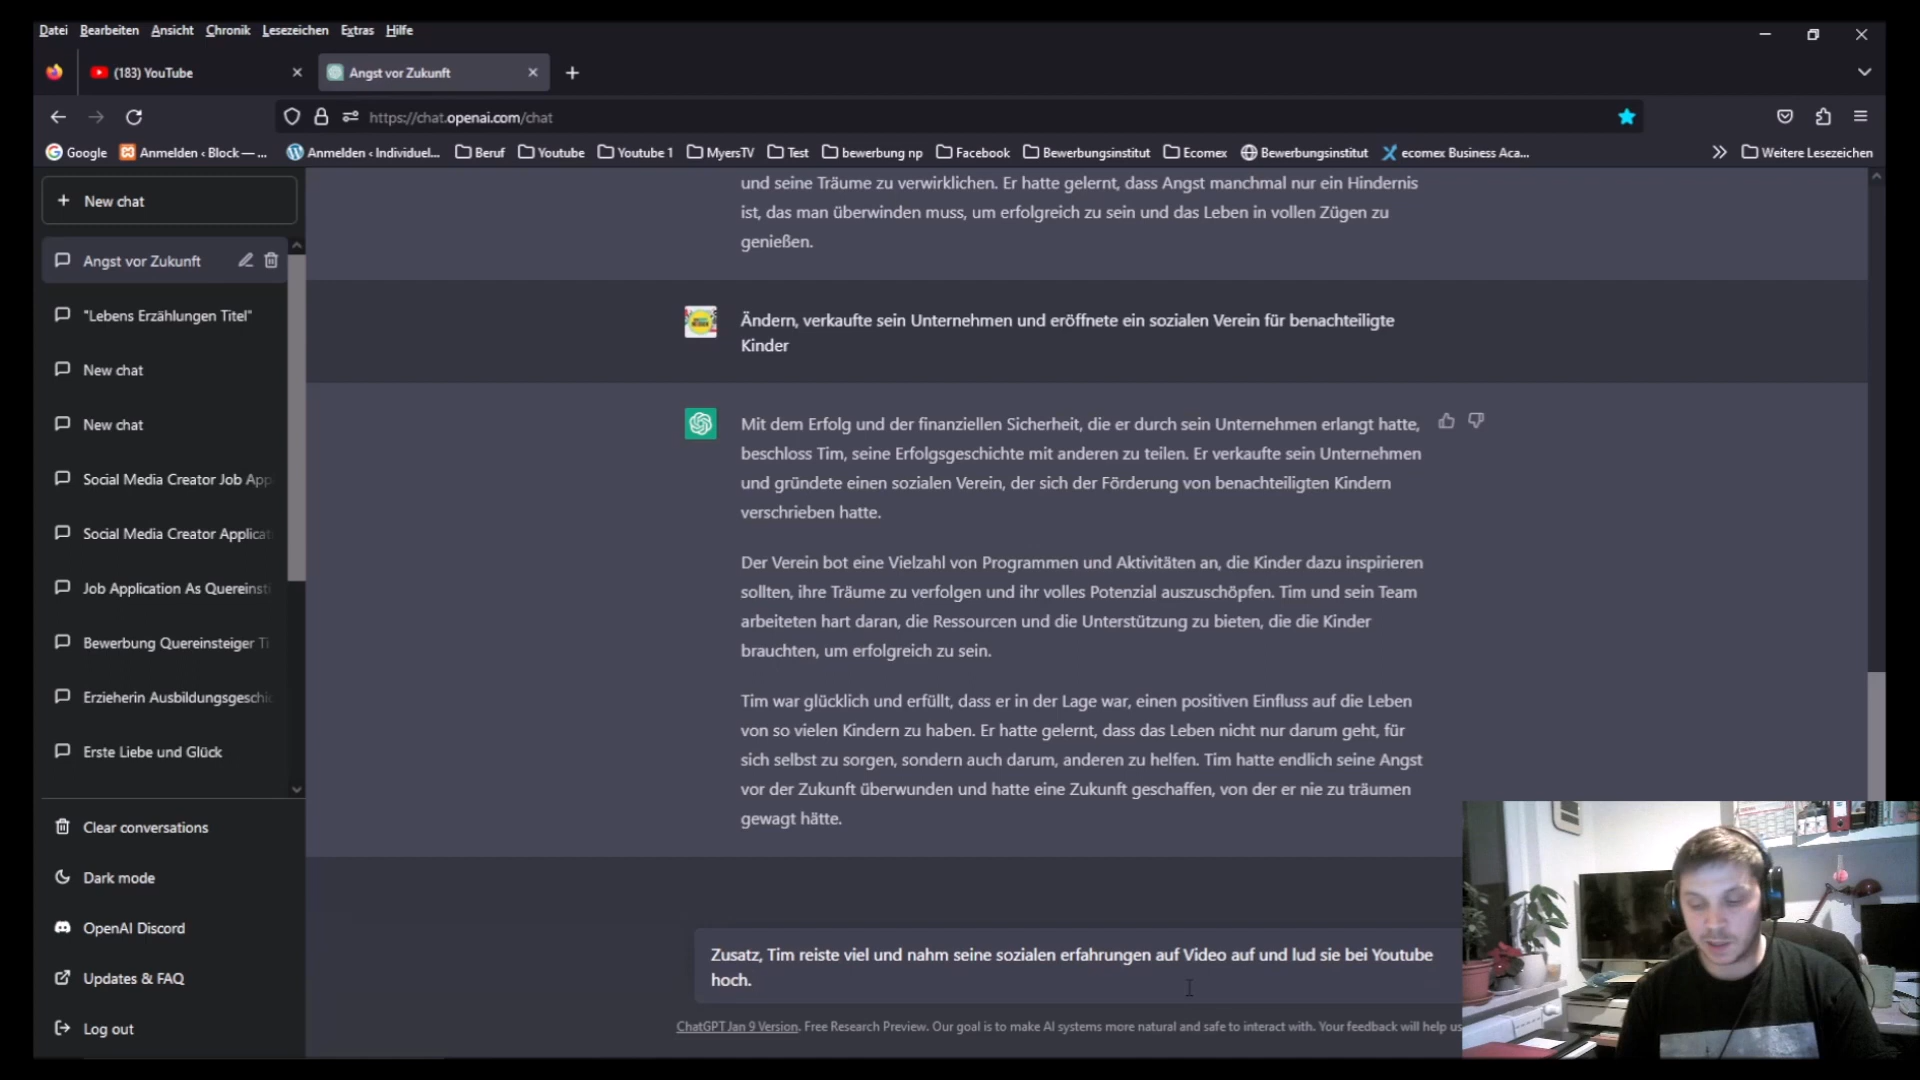 Datei Bearbeiten Ansicht Chronik Lesezeichen Extras Hilfe
(183) YouTube
Angst vor Zukunft
https://chat.openai.com/chat
Google
Anmeldung ‹ Block — ...
Anmelden ‹ Individuel...
Beruf
Youtube
Youtube 1
MyersTV
Test
bewerbung np
Facebook
Bewerbungsinstitut
Ecomex
Bewerbungsinstitut
ecomex Business Aca...
Weitere Lesezeichen
New chat
Angst vor Zukunft
"Lebens Erzählungen Titel"
New chat
New chat
Social Media Creator Job App
Social Media Creator Applicat
Job Application As Quereinsti
Bewerbung Quereinsteiger Ti
Erzieherin Ausbildungsgeschic
Erste Liebe und Glück
Clear conversations
Dark mode
OpenAI Discord
Updates & FAQ
Log out
und seine Träume zu verwirklichen. Er hatte gelernt, dass Angst manchmal nur ein Hindernis
ist, das man überwinden muss, um erfolgreich zu sein und das Leben in vollen Zügen zu
genießen.
Ändern, verkaufte sein Unternehmen und eröffnete ein sozialen Verein für benachteiligte
Kinder
Mit dem Erfolg und der finanziellen Sicherheit, die er durch sein Unternehmen erlangt hatte,
beschloss Tim, seine Erfolgsgeschichte mit anderen zu teilen. Er verkaufte sein Unternehmen
und gründete einen sozialen Verein, der sich der Förderung von benachteiligten Kindern
verschrieben hatte.
Der Verein bot eine Vielzahl von Programmen und Aktivitäten an, die Kinder dazu inspirieren
sollten, ihre Träume zu verfolgen und ihr volles Potenzial auszuschöpfen. Tim und sein Team
arbeiteten hart daran, die Ressourcen und die Unterstützung zu bieten, die die Kinder
brauchten, um erfolgreich zu sein.
Tim war glücklich und erfüllt, dass er in der Lage war, einen positiven Einfluss auf die Leben
von so vielen Kindern zu haben. Er hatte gelernt, dass das Leben nicht nur darum geht, für
sich selbst zu sorgen, sondern auch darum, anderen zu helfen. Tim hatte endlich seine Angst
vor der Zukunft überwunden und hatte eine Zukunft geschaffen, von der er nie zu träumen
gewagt hätte.
Zusatz, Tim reiste viel und nahm seine sozialen erfahrungen auf Video auf und lud sie bei Youtube
hoch.
ChatGPT Jan 9 Version. Free Research Preview. Our goal is to make AI systems more natural and safe to interact with. Your feedback will help us